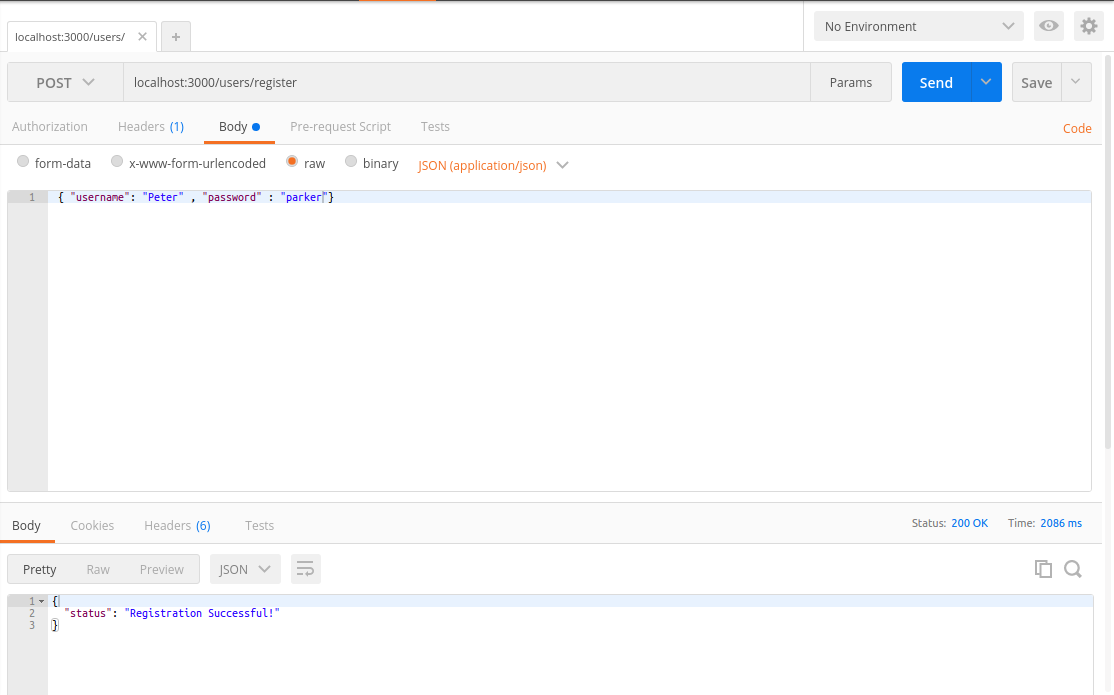 localhost:3000/users/
No Environment
POST localhost:3000/users/register Params Send Save
Authorization Headers (1) Body Pre-request Script Tests Code
form-data x-www-form-urlencoded raw binary JSON (application/json)
1 { "username": "Peter" , "password" : "parker"}
Body Cookies Headers (6) Tests Status: 200 OK Time: 2086 ms
Pretty Raw Preview JSON
1 {
2 "status": "Registration Successful!"
3 }